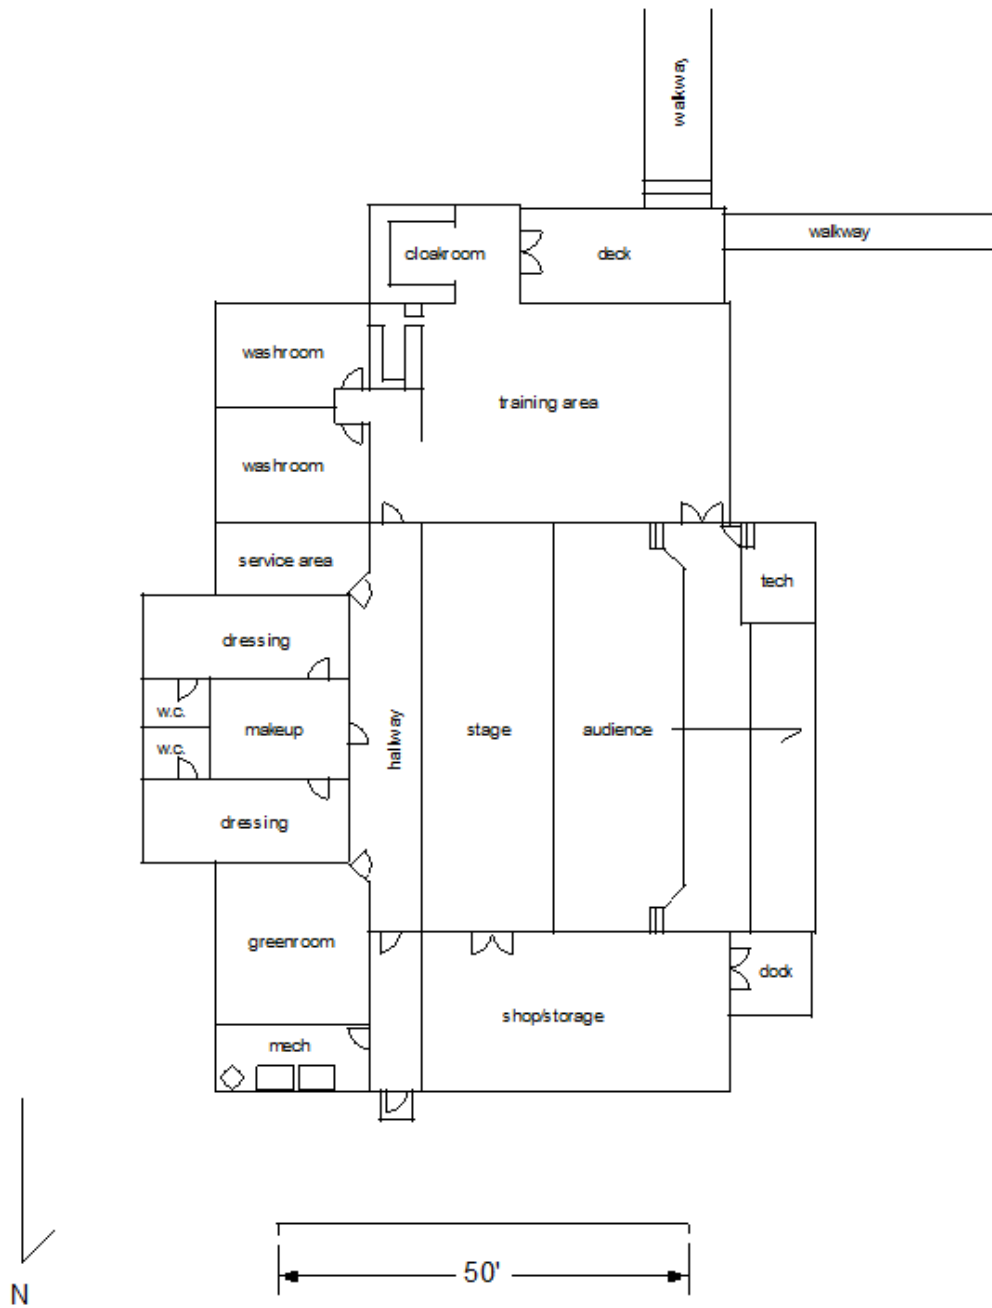 walkway
walkway
cloakroom
deck
washroom
training area
washroom
service area
tech
dressing
w.c.
makeup
hallway
stage
audience
w.c.
dressing
greenroom
dock
shop/storage
mech
50'
N